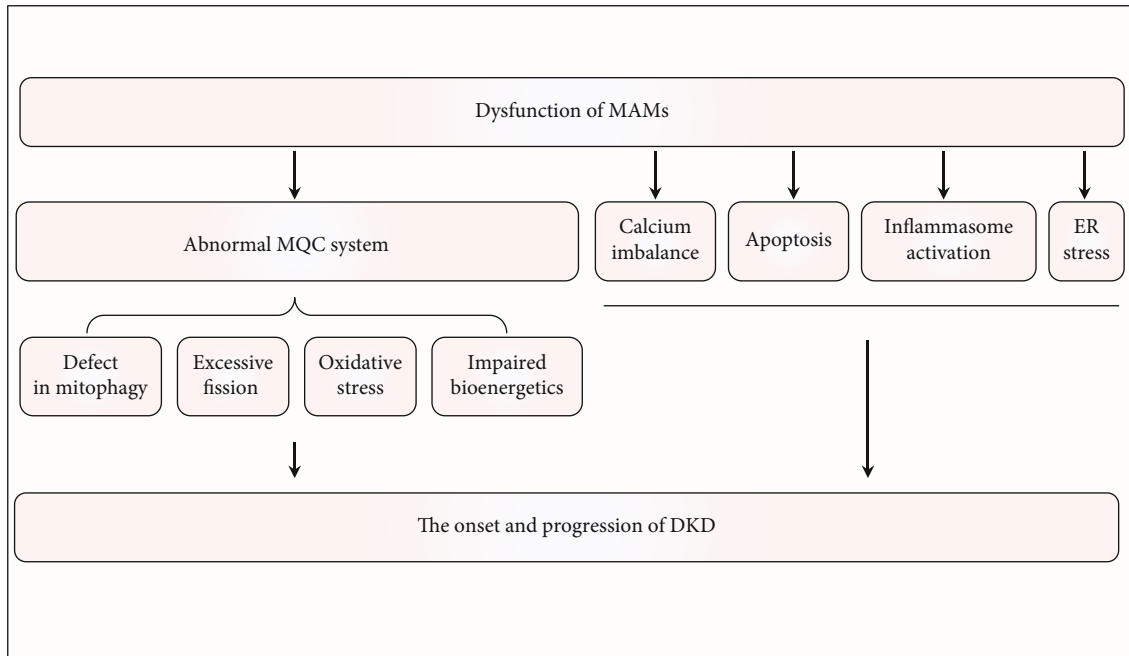 Dysfunction of MAMs
Abnormal MQC system
Calcium
imbalance
Apoptosis
Inflammasome
activation
ER
stress
Defect
in mitophagy
Excessive
fission
Oxidative
stress
Impaired
bioenergetics
The onset and progression of DKD